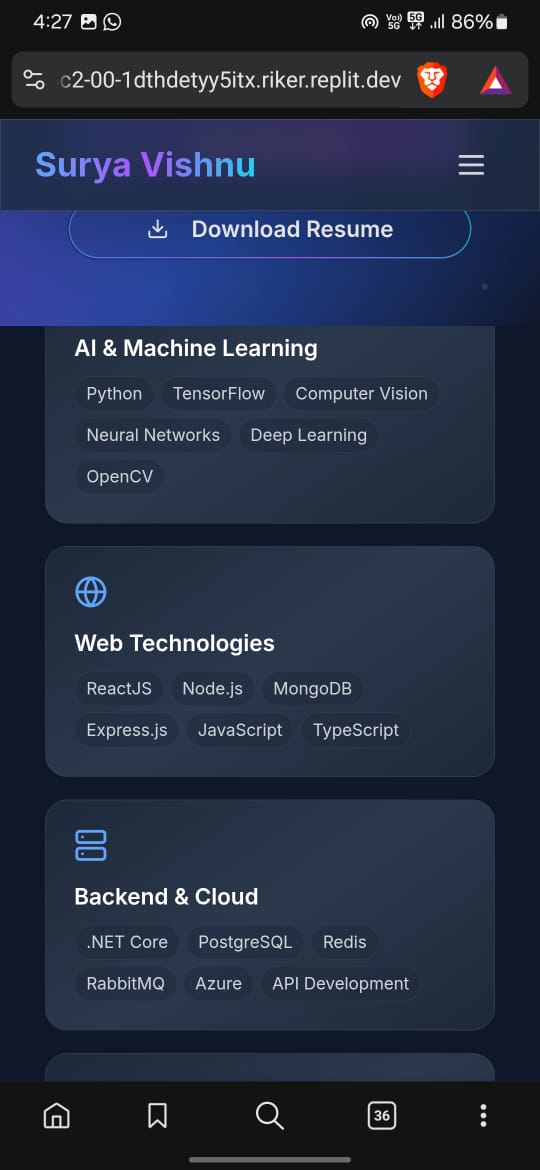 4:27
Vo) 5G 5G 86%
c2-00-1dthdetyy5itx.riker.replit.dev
Surya Vishnu
Download Resume
AI & Machine Learning
Python TensorFlow Computer Vision
Neural Networks Deep Learning
OpenCV
Web Technologies
ReactJS Node.js MongoDB
Express.js JavaScript TypeScript
Backend & Cloud
.NET Core PostgreSQL Redis
RabbitMQ Azure API Development
36